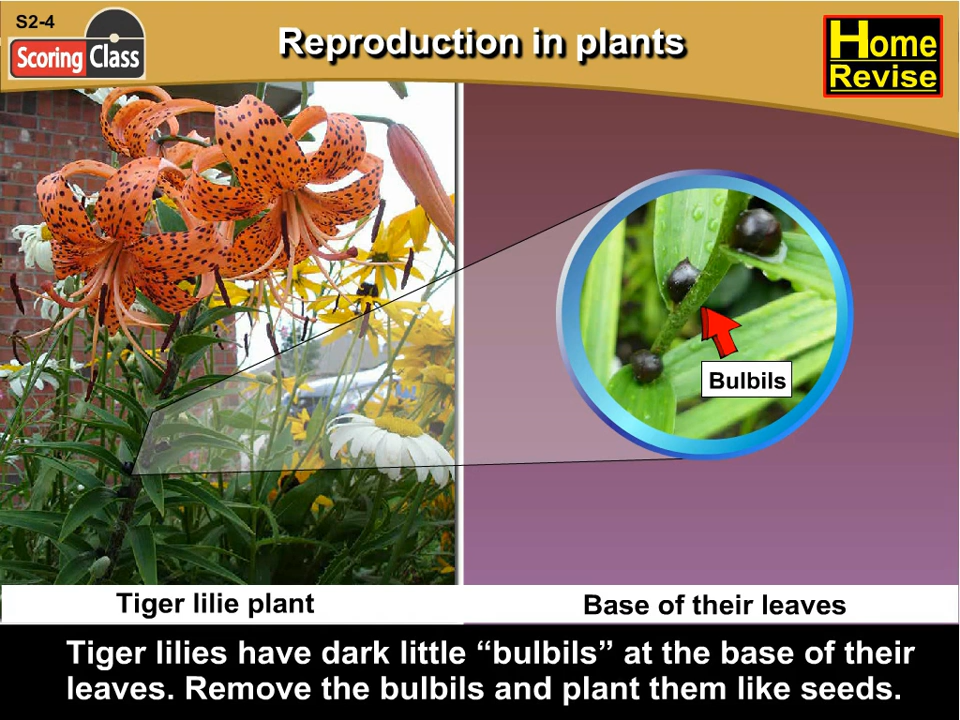 S2-4
Scoring Class
Reproduction in plants
Home
Revise
Bulbils
Tiger lilie plant
Base of their leaves
Tiger lilies have dark little “bulbils” at the base of their
leaves. Remove the bulbils and plant them like seeds.